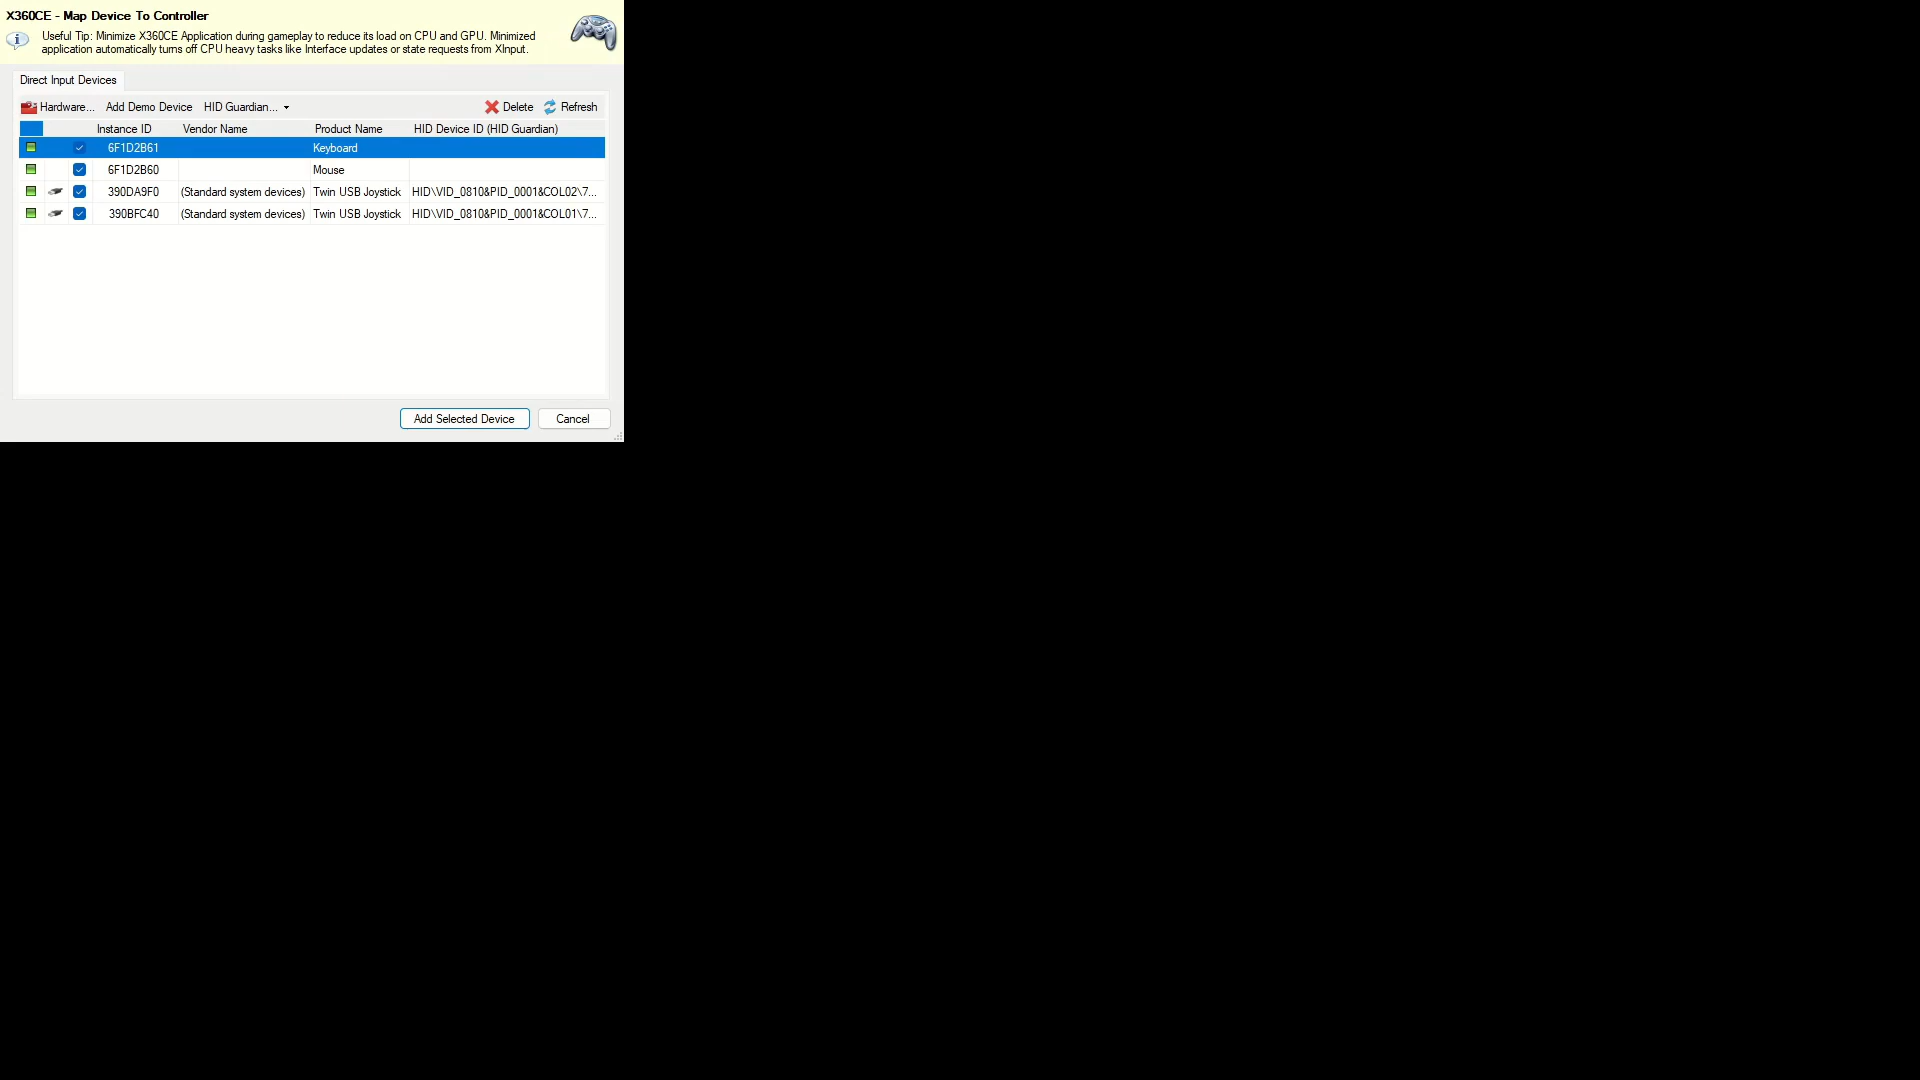 X360CE - Map Device To Controller
Useful Tip: Minimize X360CE Application during gameplay to reduce its load on CPU and GPU. Minimized
application automatically turns off CPU heavy tasks like Interface updates or state requests from XInput.
Direct Input Devices
Hardware... Add Demo Device HID Guardian... Delete Refresh
Instance ID Vendor Name Product Name HID Device ID (HID Guardian)
6F1D2B61 Keyboard
6F1D2B60 Mouse
390DA9F0 (Standard system devices) Twin USB Joystick HID\VID_0810&PID_0001&COL02\7...
390BFC40 (Standard system devices) Twin USB Joystick HID\VID_0810&PID_0001&COL01\7...
Add Selected Device Cancel